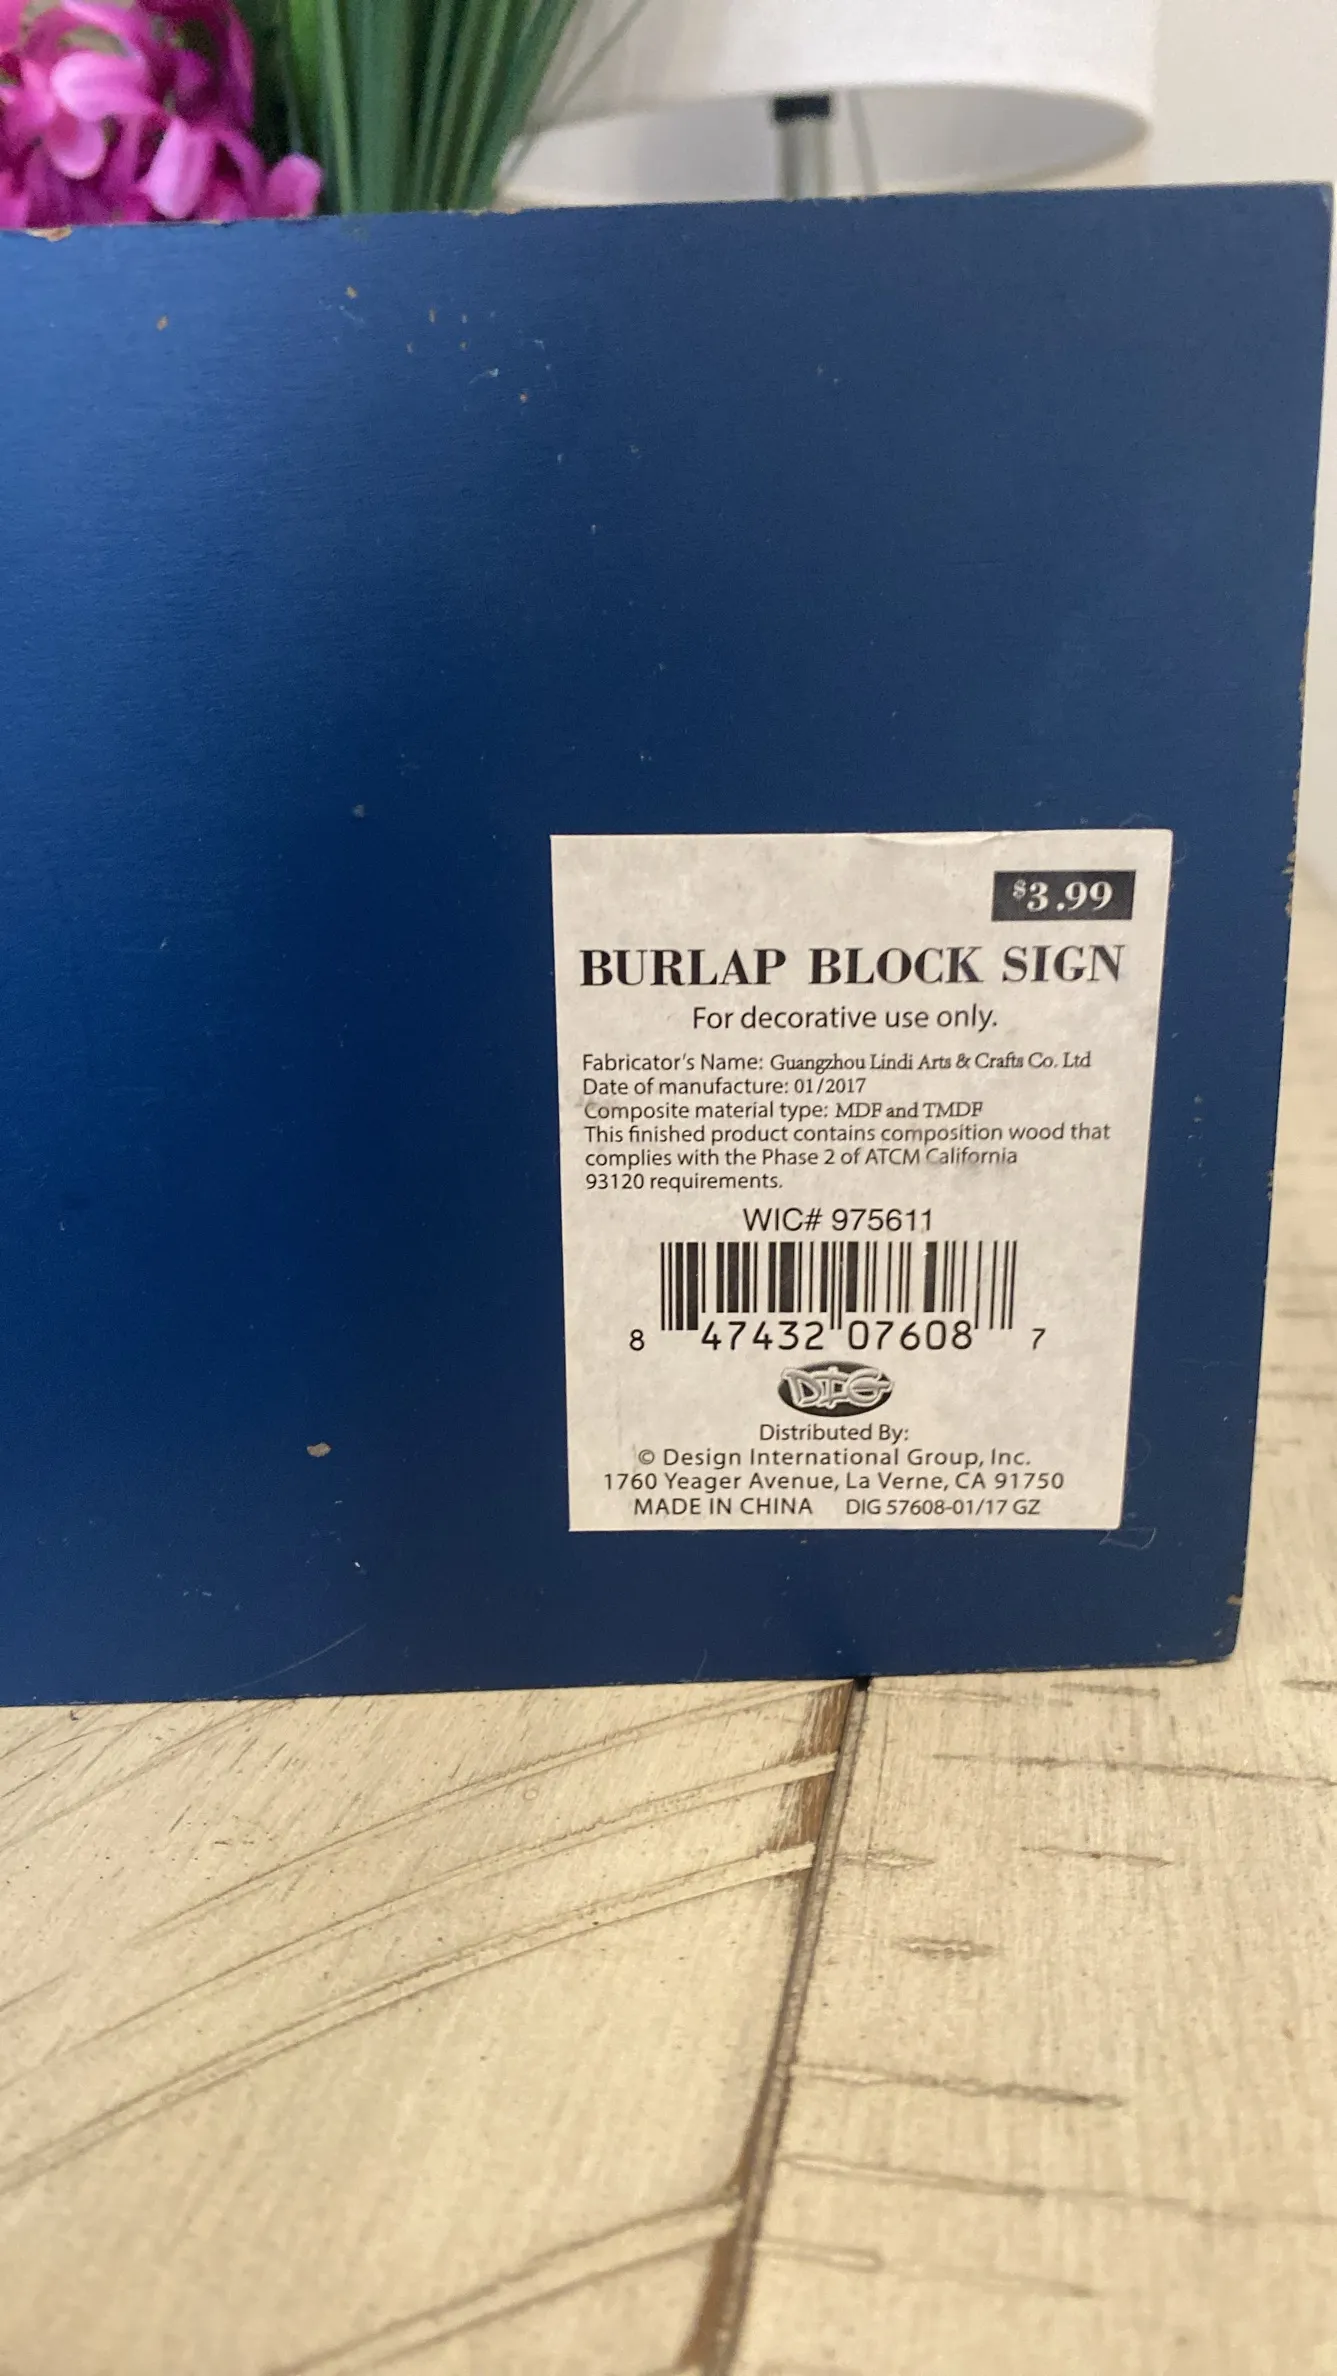 $3.99
BURLAP BLOCK SIGN
For decorative use only.
Fabricator's Name: Guangzhou Lindi Arts & Crafts Co. Ltd
Date of manufacture: 01/2017
Composite material type: MDF and TMDF
This finished product contains composition wood that
complies with the Phase 2 of ATCM California
93120 requirements.
WIC# 975611
8 47432 07608 7
DIG
Distributed By:
© Design International Group, Inc.
1760 Yeager Avenue, La Verne, CA 91750
MADE IN CHINA DIG 57608-01/17 GZ